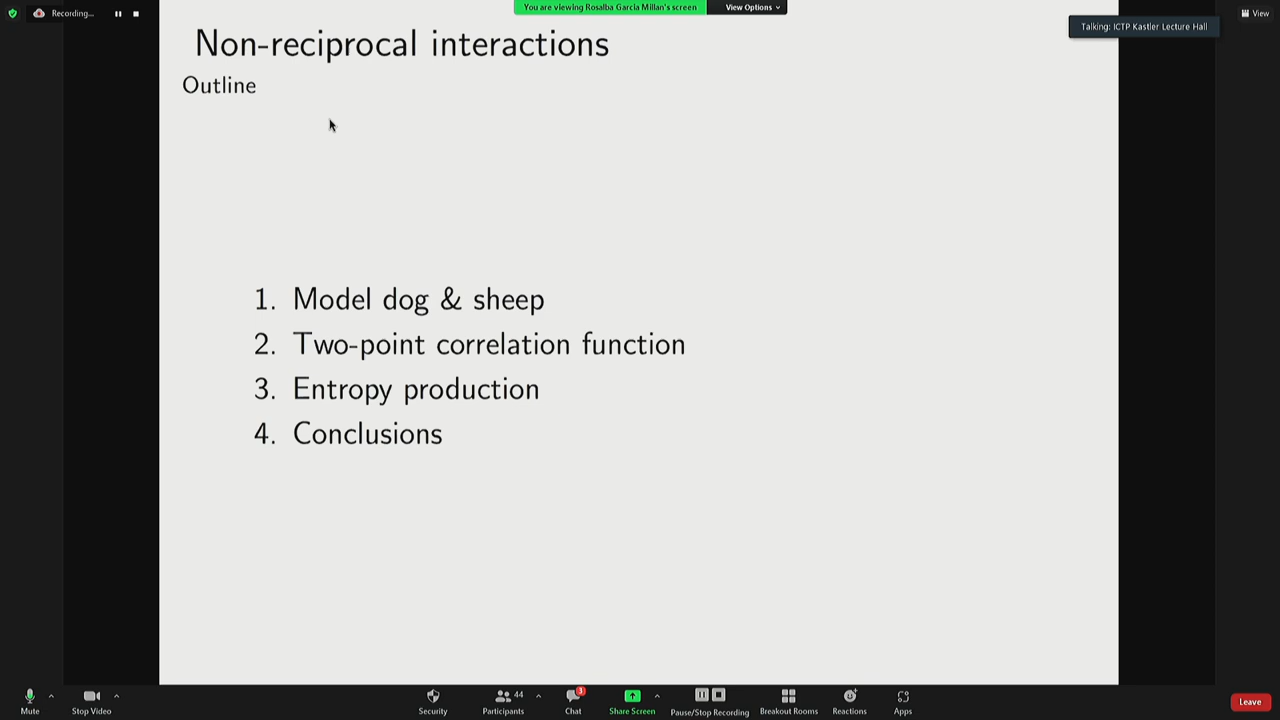 Recording...
You are viewing Rosalba Garcia Millan's screen
View Options
View
Talking: ICTP Kastler Lecture Hall
Non-reciprocal interactions
Outline
1. Model dog & sheep
2. Two-point correlation function
3. Entropy production
4. Conclusions
44
3
Mute
Stop Video
Security
Participants
Chat
Share Screen
Pause/Stop Recording
Breakout Rooms
Reactions
Apps
Leave